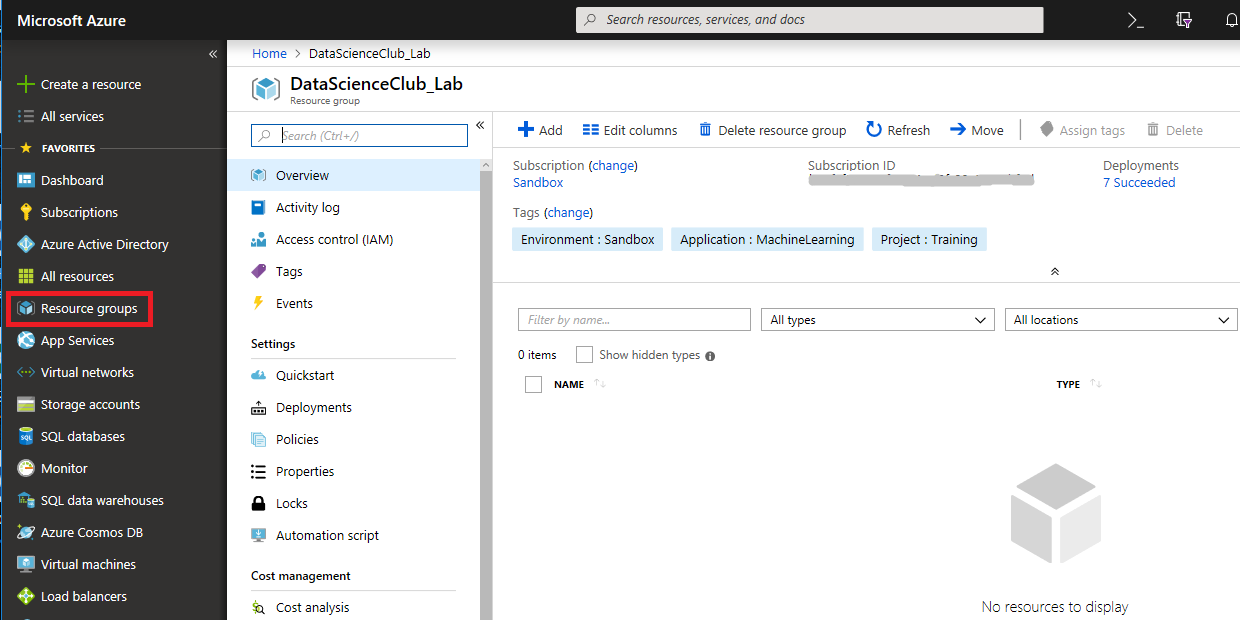 Microsoft Azure
Search resources, services, and docs
Create a resource
All services
FAVORITES
Dashboard
Subscriptions
Azure Active Directory
All resources
Resource groups
App Services
Virtual networks
Storage accounts
SQL databases
Monitor
SQL data warehouses
Azure Cosmos DB
Virtual machines
Load balancers
Home > DataScienceClub_Lab
DataScienceClub_Lab
Resource group
Search (Ctrl+/)
Overview
Activity log
Access control (IAM)
Tags
Events
Settings
Quickstart
Deployments
Policies
Properties
Locks
Automation script
Cost management
Cost analysis
Add Edit columns Delete resource group Refresh Move Assign tags Delete
Subscription (change) Subscription ID Deployments
Sandbox 7 Succeeded
Tags (change)
Environment : Sandbox Application : MachineLearning Project : Training
Filter by name... All types All locations
0 items Show hidden types
NAME TYPE
No resources to display